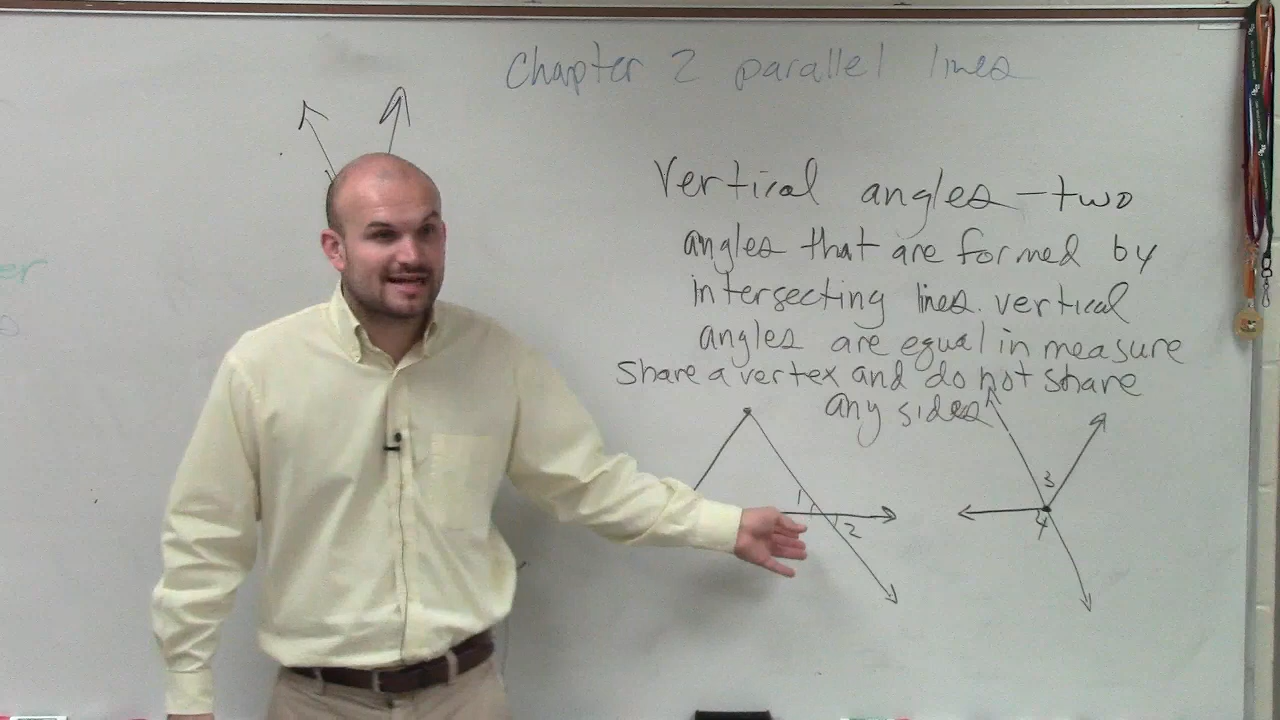 Chapter 2 parallel lines
Vertical angles - two
angles that are formed by
intersecting lines. vertical
angles are equal in measure
Share a vertex and do not share
any sides
1
2
3
4
er